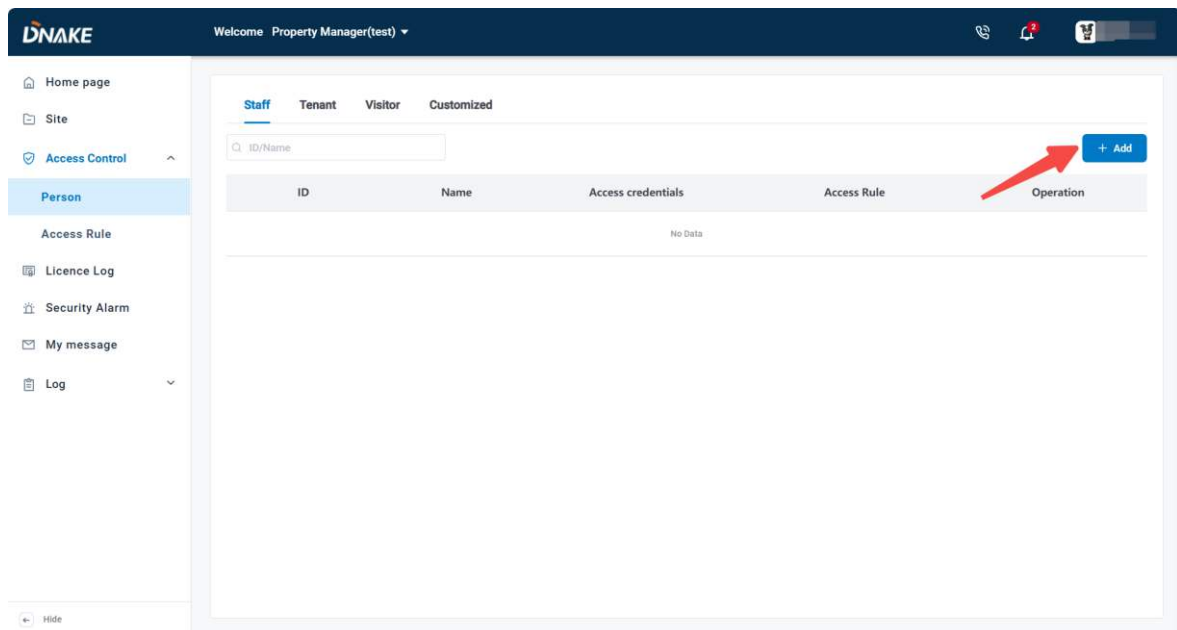 DNAKE
Welcome Property Manager(test)
2
Home page
Site
Access Control
Person
Access Rule
Licence Log
Security Alarm
My message
Log
Hide
Staff Tenant Visitor Customized
ID/Name
+ Add
ID Name Access credentials Access Rule Operation
No Data